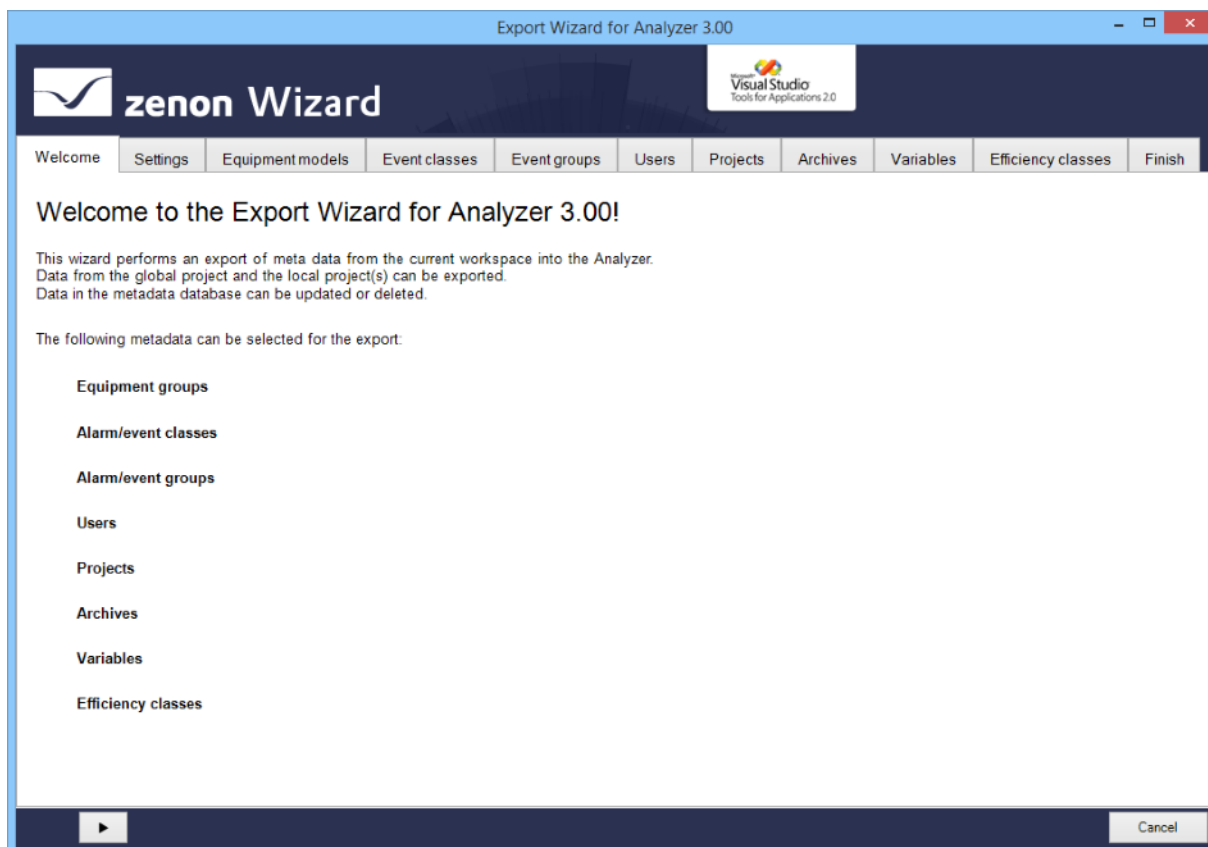 Export Wizard for Analyzer 3.00
zenon Wizard
Microsoft
Visual Studio
Tools for Applications 2.0
Welcome
Settings
Equipment models
Event classes
Event groups
Users
Projects
Archives
Variables
Efficiency classes
Finish
Welcome to the Export Wizard for Analyzer 3.00!
This wizard performs an export of meta data from the current workspace into the Analyzer.
Data from the global project and the local project(s) can be exported.
Data in the metadata database can be updated or deleted.
The following metadata can be selected for the export:
Equipment groups
Alarm/event classes
Alarm/event groups
Users
Projects
Archives
Variables
Efficiency classes
Cancel